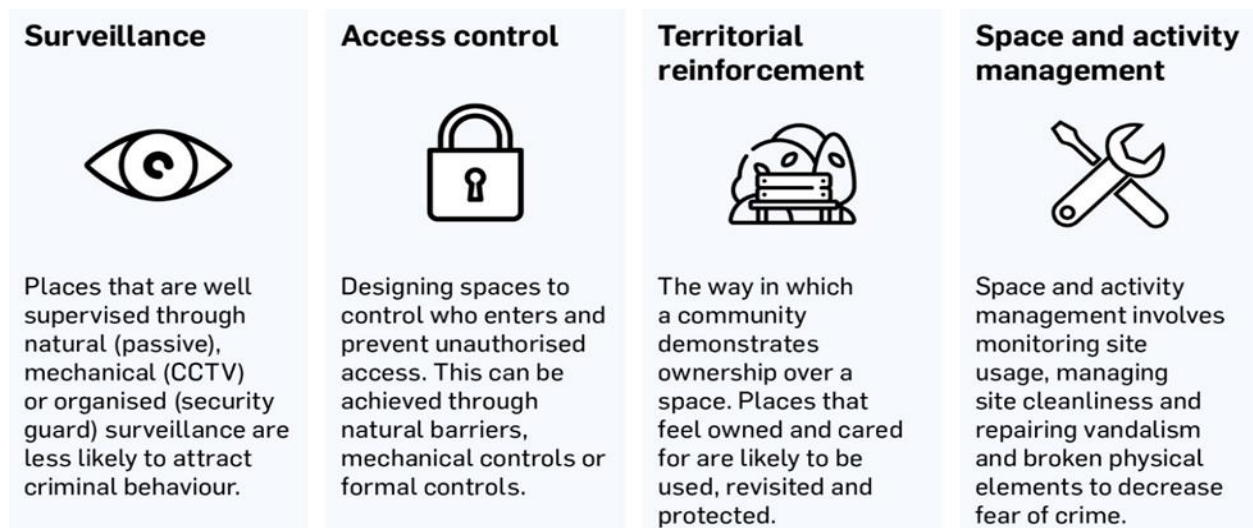 Surveillance
Places that are well
supervised through
natural (passive),
mechanical (CCTV)
or organised (security
guard) surveillance are
less likely to attract
criminal behaviour.
Access control
Designing spaces to
control who enters and
prevent unauthorised
access. This can be
achieved through
natural barriers,
mechanical controls or
formal controls.
Territorial
reinforcement
The way in which
a community
demonstrates
ownership over a
space. Places that
feel owned and cared
for are likely to be
used, revisited and
protected.
Space and activity
management
Space and activity
management involves
monitoring site
usage, managing
site cleanliness and
repairing vandalism
and broken physical
elements to decrease
fear of crime.